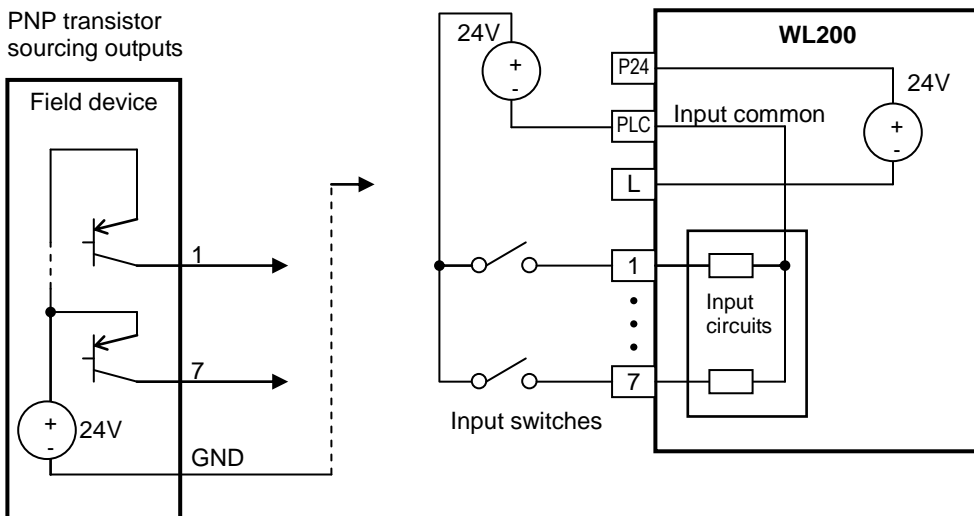 PNP transistor
sourcing outputs
Field device
1
7
+
-
24V
GND
24V
+
-
WL200
P24
PLC
L
Input common
24V
+
-
1
7
Input
circuits
Input switches